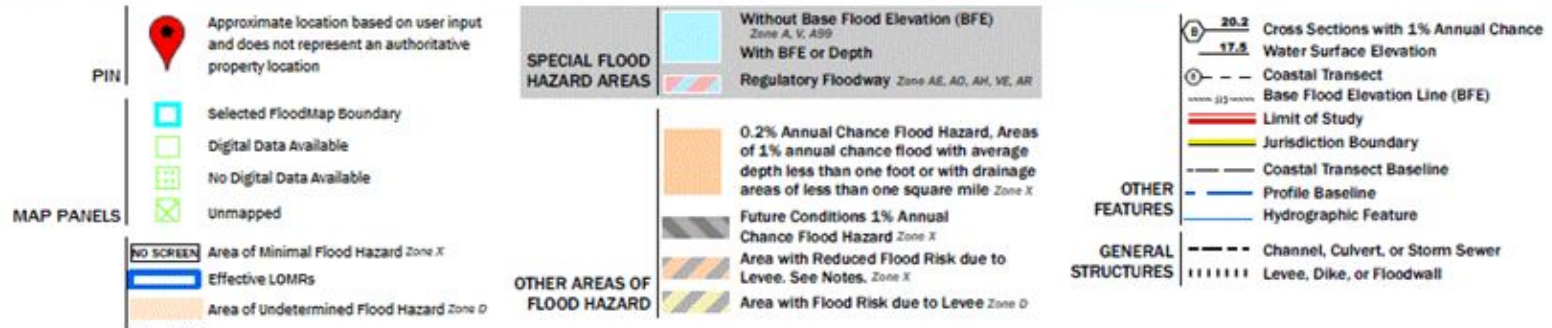 Approximate location based on user input
and does not represent an authoritative
property location
PIN
Selected FloodMap Boundary
Digital Data Available
No Digital Data Available
Unmapped
MAP PANELS
NO SCREEN Area of Minimal Flood Hazard Zone X
Effective LOMRs
Area of Undetermined Flood Hazard Zone D
Without Base Flood Elevation (BFE)
Zone A, V, A99
With BFE or Depth
Regulatory Floodway Zone AE, AO, AH, VE, AR
SPECIAL FLOOD
HAZARD AREAS
0.2% Annual Chance Flood Hazard, Areas
of 1% annual chance flood with average
depth less than one foot or with drainage
areas of less than one square mile Zone X
Future Conditions 1% Annual
Chance Flood Hazard Zone X
Area with Reduced Flood Risk due to
Levee. See Notes. Zone X
Area with Flood Risk due to Levee Zone D
OTHER AREAS OF
FLOOD HAZARD
B 20.2 Cross Sections with 1% Annual Chance
17.5 Water Surface Elevation
8 Coastal Transect
513 Base Flood Elevation Line (BFE)
Limit of Study
Jurisdiction Boundary
Coastal Transect Baseline
Profile Baseline
Hydrographic Feature
OTHER
FEATURES
Channel, Culvert, or Storm Sewer
Levee, Dike, or Floodwall
GENERAL
STRUCTURES